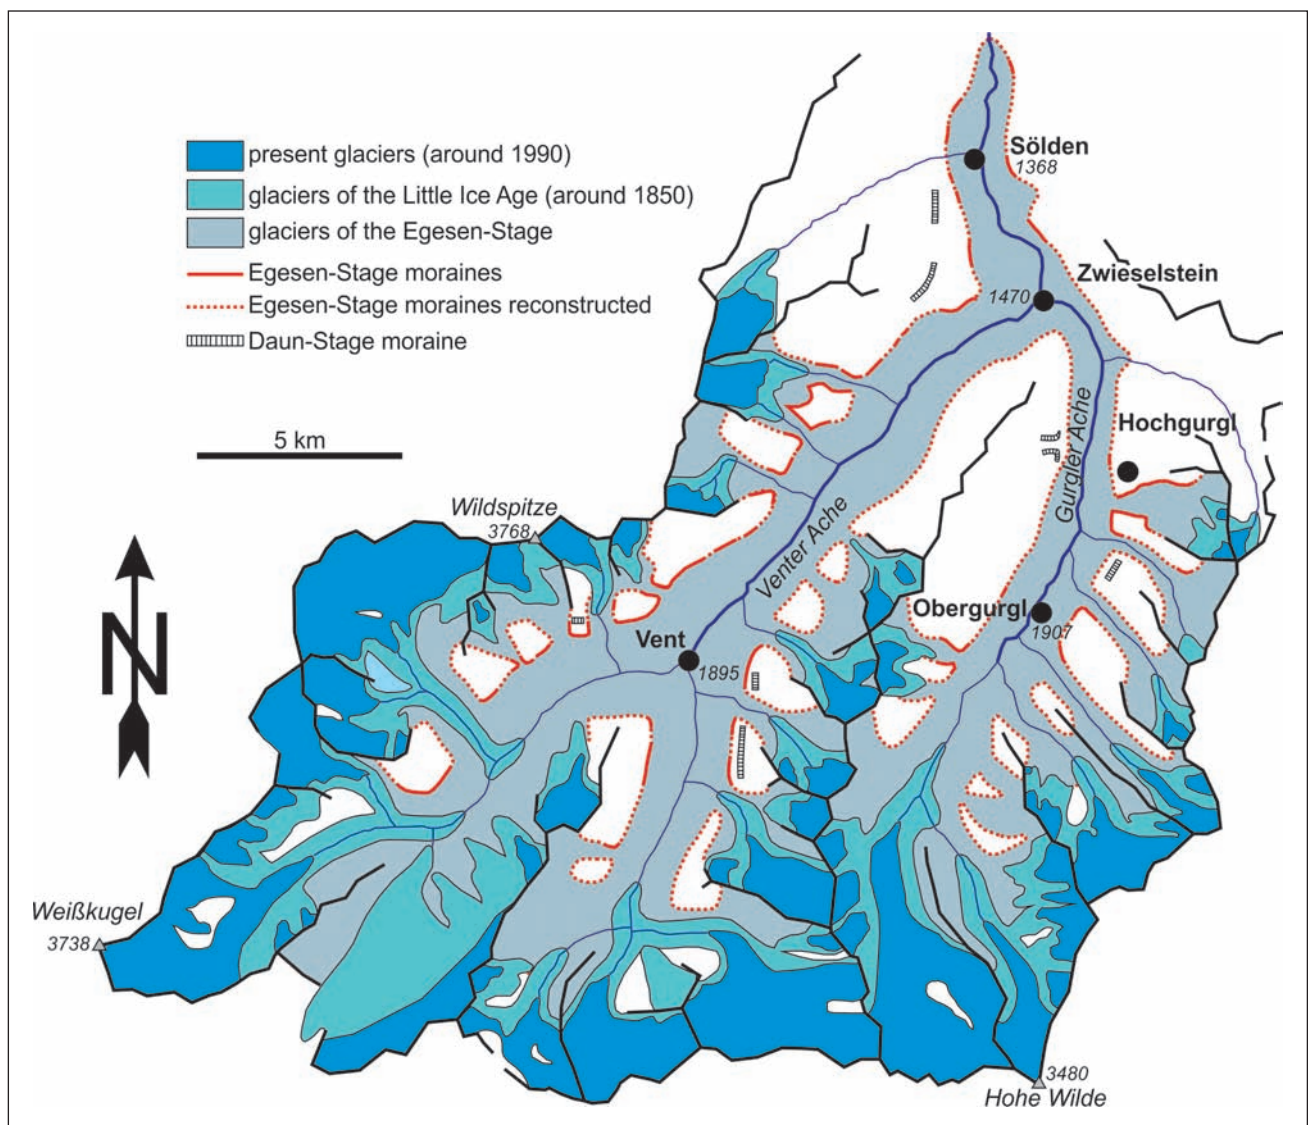 present glaciers (around 1990)
glaciers of the Little Ice Age (around 1850)
glaciers of the Egesen-Stage
Egesen-Stage moraines
Egesen-Stage moraines reconstructed
Daun-Stage moraine
5 km
N
Sölden
1368
Zwieselstein
1470
Hochgurgl
Gurgler Ache
Venter Ache
Wildspitze
3768
Obergurgl
1907
Vent
1895
Weißkugel
3738
3480
Hohe Wilde